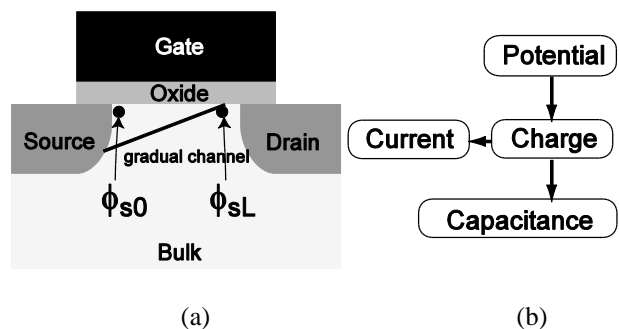 Gate
Oxide
Source
Drain
gradual channel
ϕs0
ϕsL
Bulk
(a)
Potential
Current
Charge
Capacitance
(b)